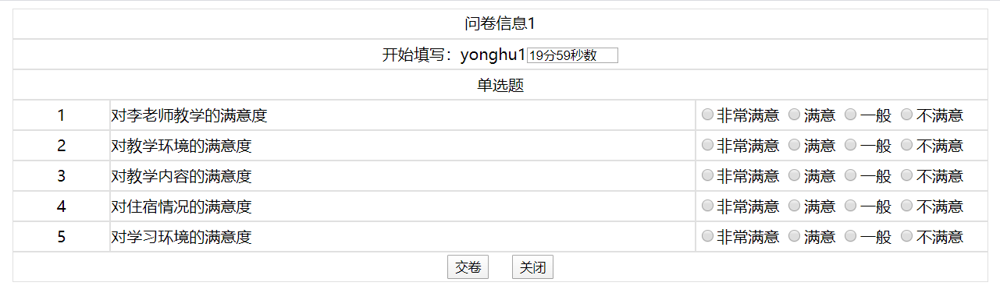 问卷信息1
开始填写：yonghu1 19分59秒数
单选题
1 对李老师教学的满意度 非常满意 满意 一般 不满意
2 对教学环境的满意度 非常满意 满意 一般 不满意
3 对教学内容的满意度 非常满意 满意 一般 不满意
4 对住宿情况的满意度 非常满意 满意 一般 不满意
5 对学习环境的满意度 非常满意 满意 一般 不满意
交卷 关闭